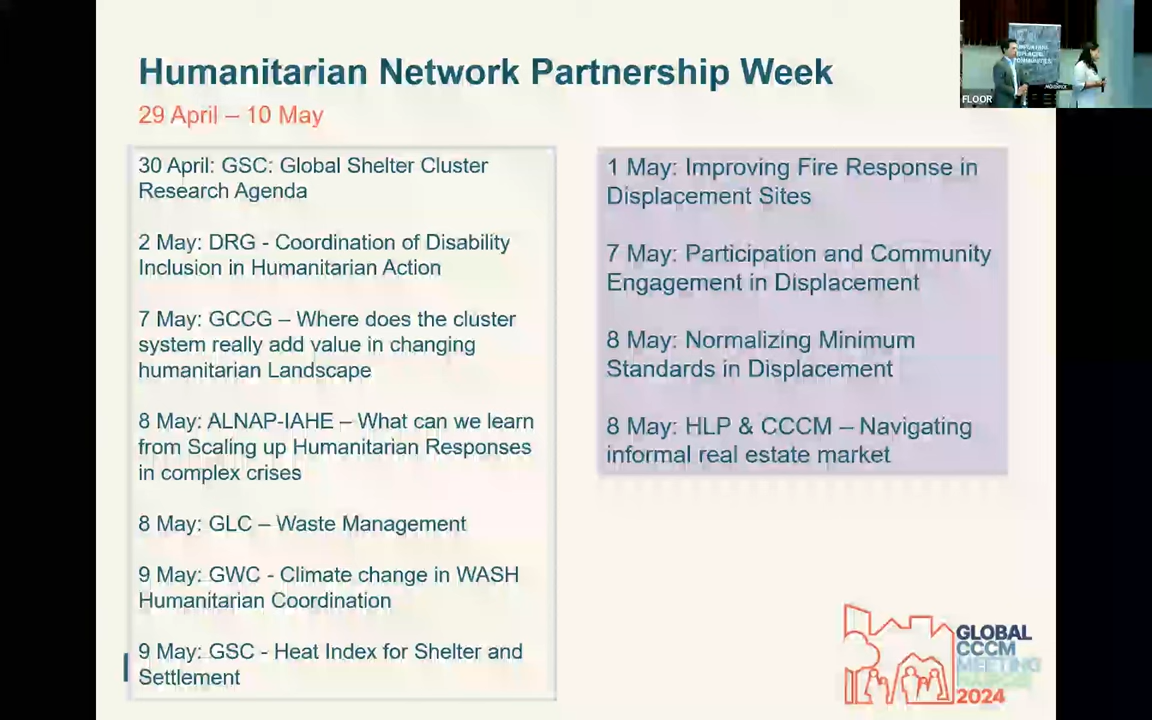 Humanitarian Network Partnership Week
29 April – 10 May
30 April: GSC: Global Shelter Cluster
Research Agenda
2 May: DRG - Coordination of Disability
Inclusion in Humanitarian Action
7 May: GCCG – Where does the cluster
system really add value in changing
humanitarian Landscape
8 May: ALNAP-IAHE – What can we learn
from Scaling up Humanitarian Responses
in complex crises
8 May: GLC – Waste Management
9 May: GWC - Climate change in WASH
Humanitarian Coordination
9 May: GSC - Heat Index for Shelter and
Settlement
1 May: Improving Fire Response in
Displacement Sites
7 May: Participation and Community
Engagement in Displacement
8 May: Normalizing Minimum
Standards in Displacement
8 May: HLP & CCCM – Navigating
informal real estate market
FLOOR
GLOBAL
CCCM
MEETING
2024